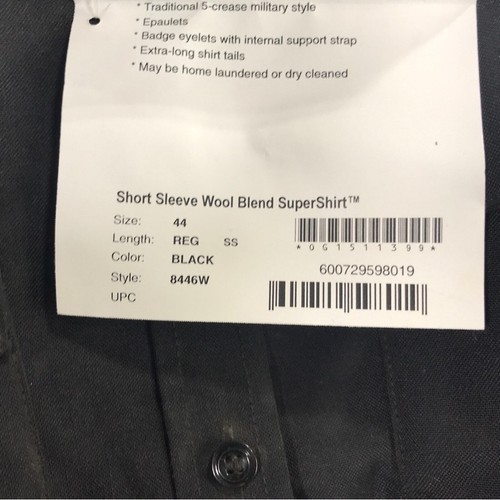 * Traditional 5-crease military style
* Epaulets
* Badge eyelets with internal support strap
* Extra-long shirt tails
* May be home laundered or dry cleaned
Short Sleeve Wool Blend SuperShirt™
Size: 44
Length: REG SS
*061511399*
Color: BLACK
600729598019
Style: 8446W
UPC